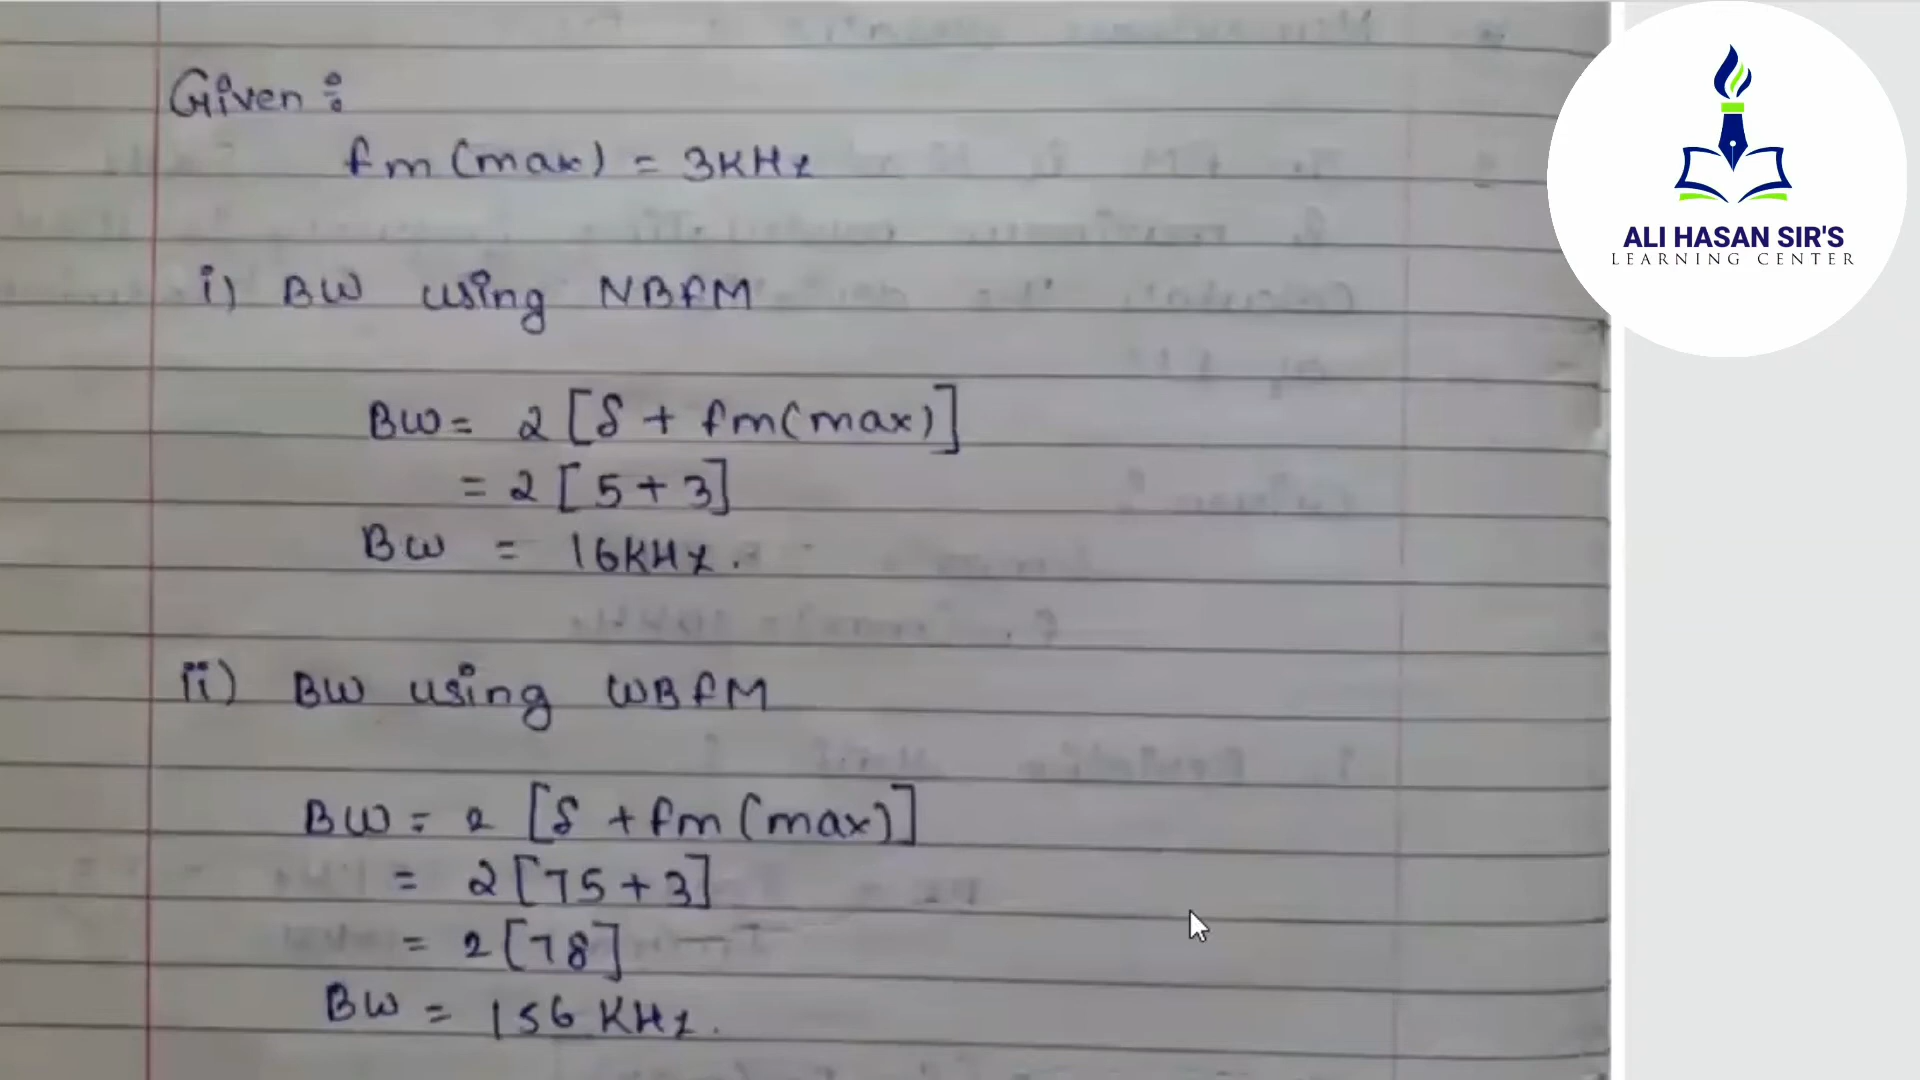 Given :
fm (max) = 3KHz
i) BW using NBFM
BW = 2 [δ + fm(max)]
= 2 [5 + 3]
BW = 16KHz.
ii) BW using WBFM
BW = 2 [δ + fm (max)]
= 2 [75 + 3]
= 2 [78]
BW = 156 KHz.
ALI HASAN SIR'S
LEARNING CENTER